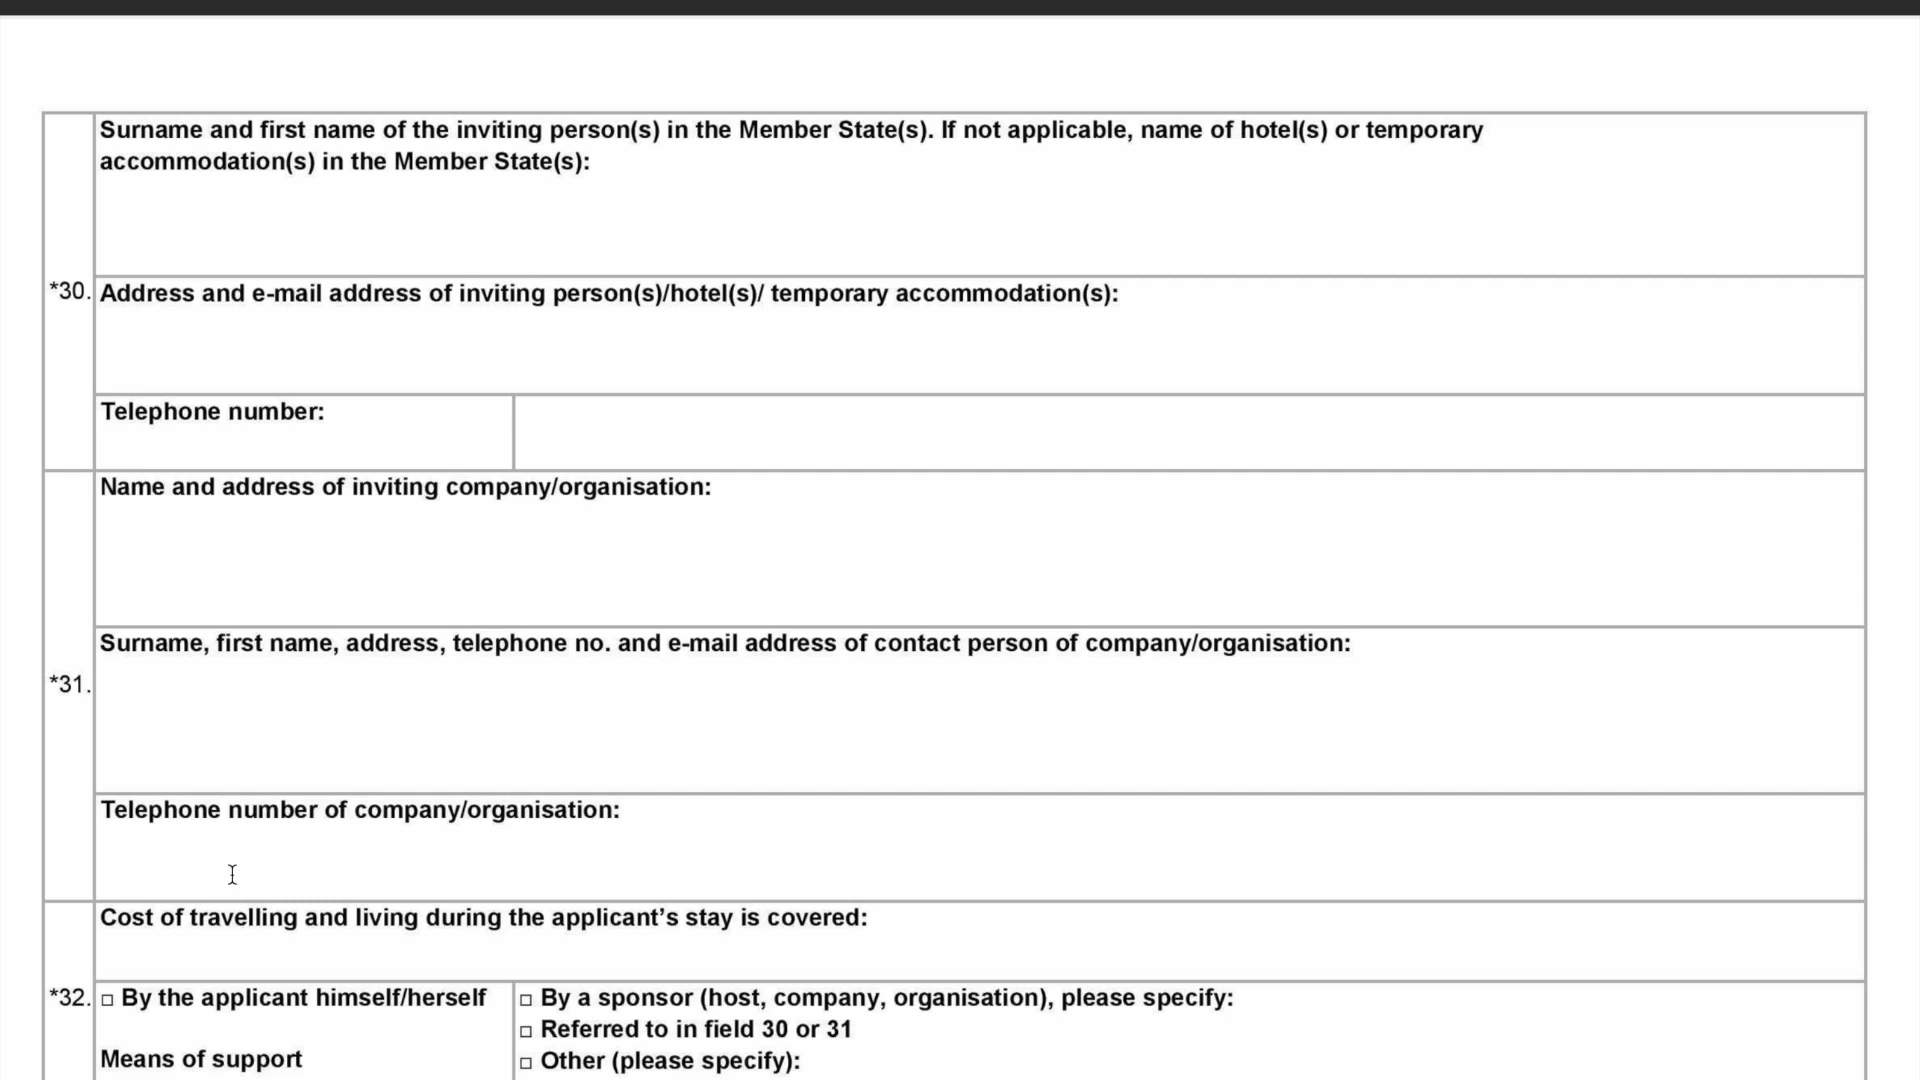 Surname and first name of the inviting person(s) in the Member State(s). If not applicable, name of hotel(s) or temporary
accommodation(s) in the Member State(s):
*30.
Address and e-mail address of inviting person(s)/hotel(s)/ temporary accommodation(s):
Telephone number:
Name and address of inviting company/organisation:
*31.
Surname, first name, address, telephone no. and e-mail address of contact person of company/organisation:
Telephone number of company/organisation:
Cost of travelling and living during the applicant’s stay is covered:
*32.
□ By the applicant himself/herself
Means of support
□ By a sponsor (host, company, organisation), please specify:
□ Referred to in field 30 or 31
□ Other (please specify):